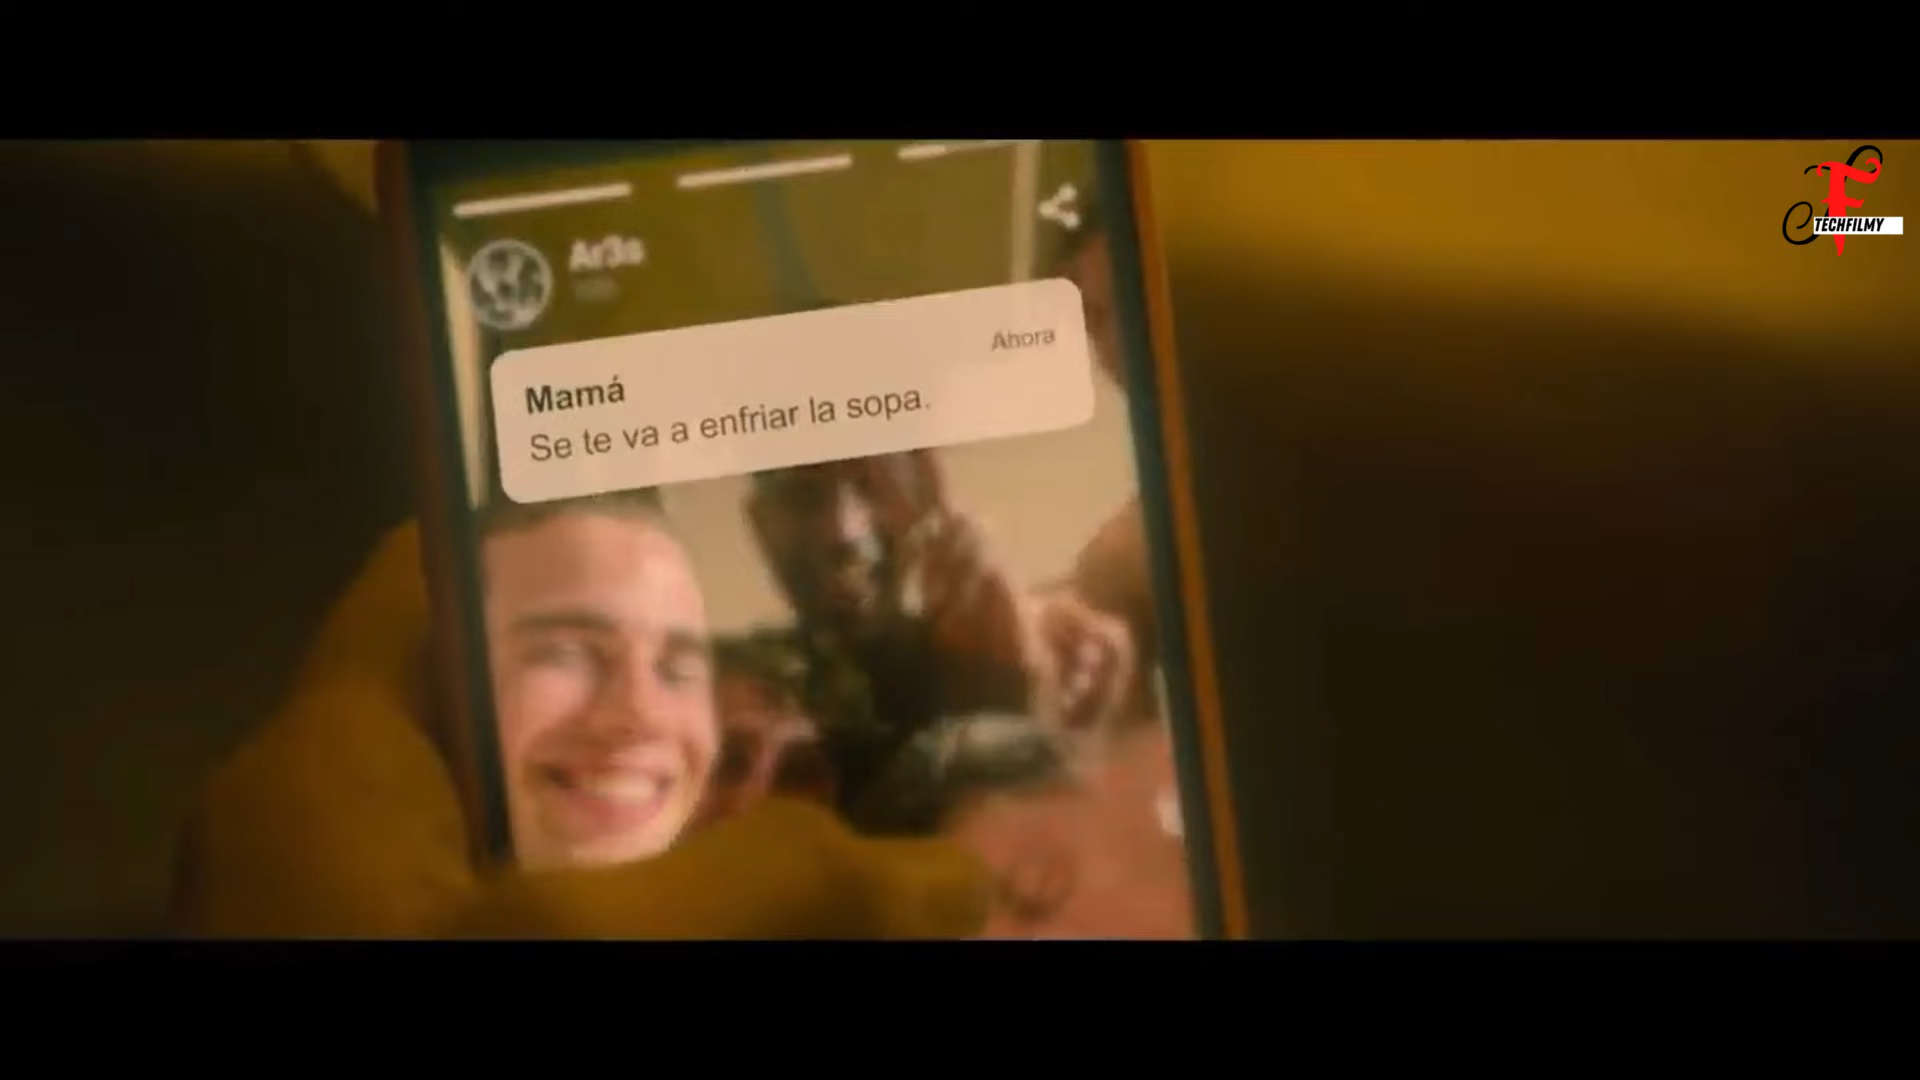 Ar3s
Ahora
Mamá
Se te va a enfriar la sopa.
TECHFILMY